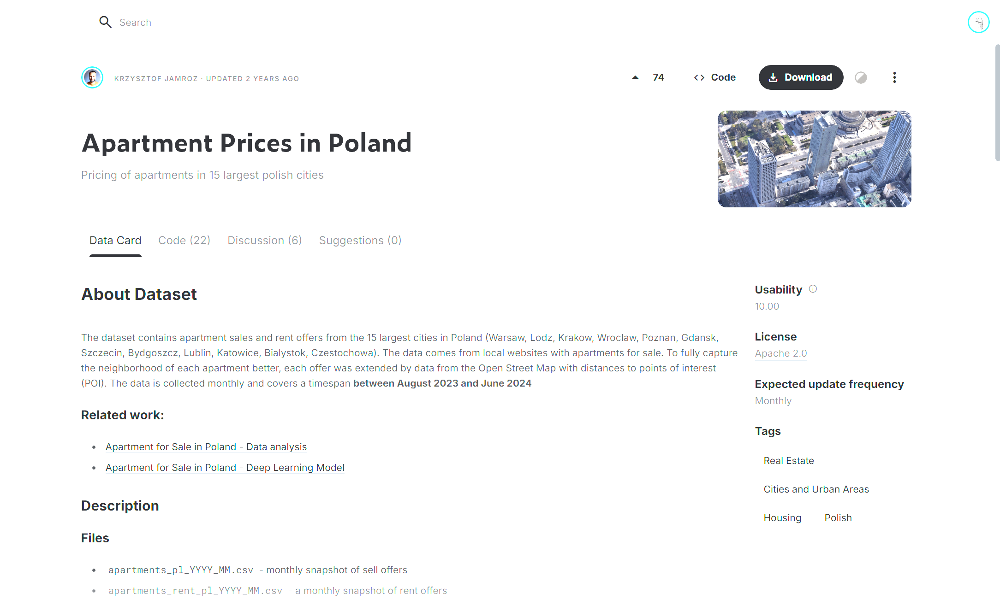 Search
KRZYSZTOF JAMROZ · UPDATED 2 YEARS AGO
74
Code
Download
Apartment Prices in Poland
Pricing of apartments in 15 largest polish cities
Data Card
Code (22)
Discussion (6)
Suggestions (0)
About Dataset
The dataset contains apartment sales and rent offers from the 15 largest cities in Poland (Warsaw, Lodz, Krakow, Wroclaw, Poznan, Gdansk,
Szczecin, Bydgoszcz, Lublin, Katowice, Bialystok, Czestochowa). The data comes from local websites with apartments for sale. To fully capture
the neighborhood of each apartment better, each offer was extended by data from the Open Street Map with distances to points of interest
(POI). The data is collected monthly and covers a timespan between August 2023 and June 2024
Related work:
• Apartment for Sale in Poland - Data analysis
• Apartment for Sale in Poland - Deep Learning Model
Description
Files
• apartments_pl_YYYY_MM.csv - monthly snapshot of sell offers
• apartments_rent_pl_YYYY_MM.csv - a monthly snapshot of rent offers
Usability
10.00
License
Apache 2.0
Expected update frequency
Monthly
Tags
Real Estate
Cities and Urban Areas
Housing
Polish